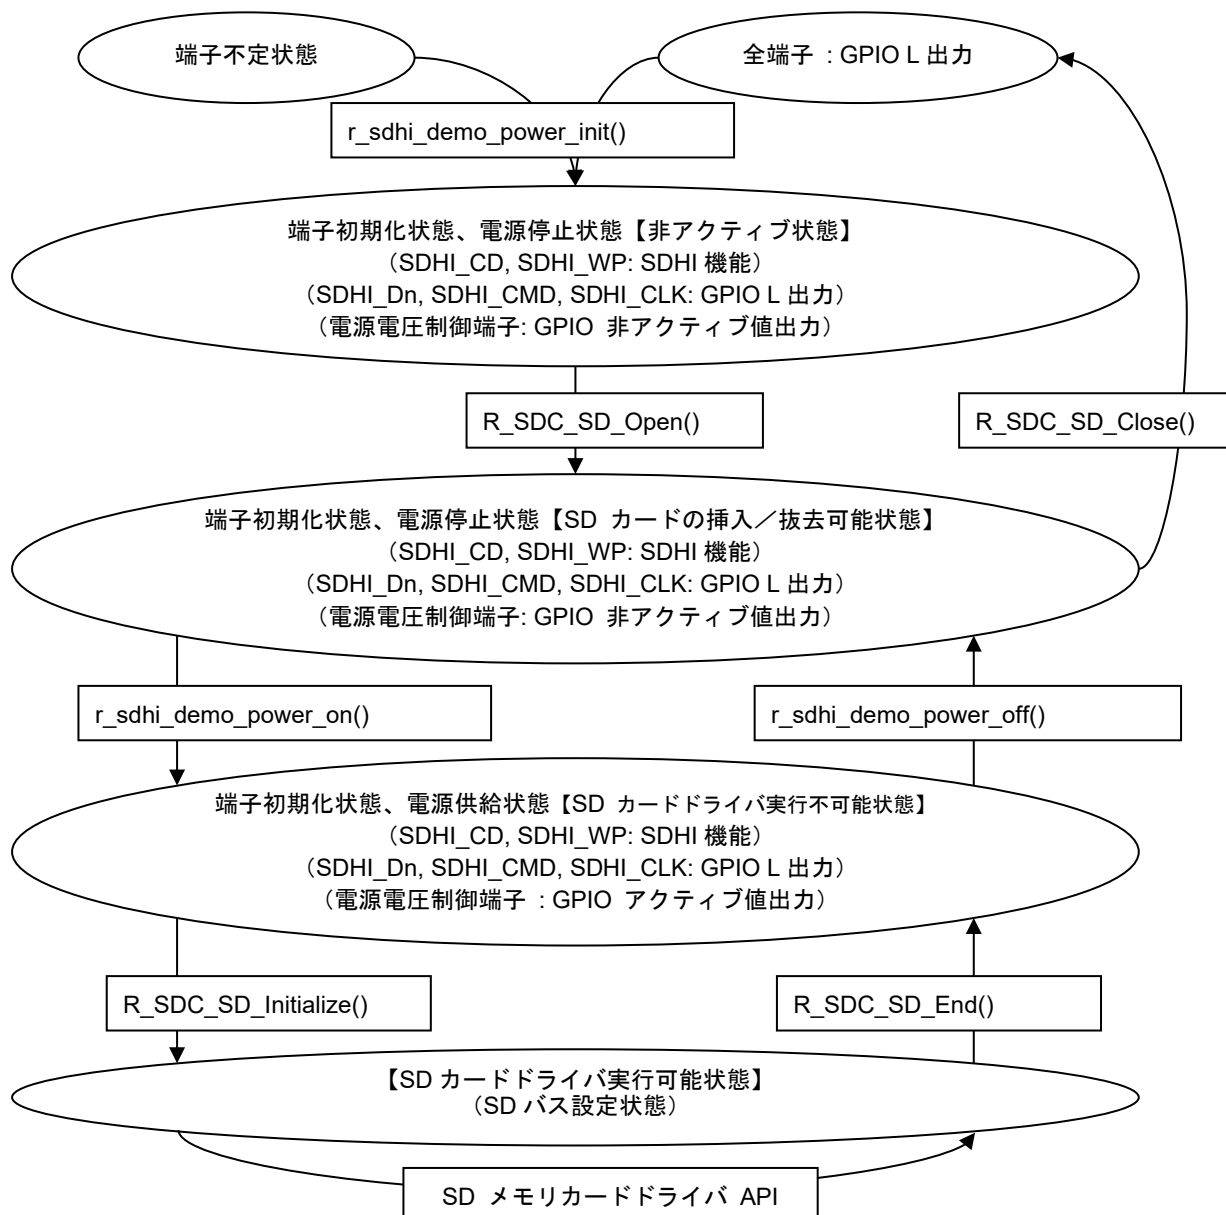 端子不定状態
全端子 : GPIO L 出力
r_sdhi_demo_power_init()
端子初期化状態、電源停止状態【非アクティブ状態】
（SDHI_CD, SDHI_WP: SDHI 機能）
（SDHI_Dn, SDHI_CMD, SDHI_CLK: GPIO L 出力）
（電源電圧制御端子: GPIO 非アクティブ値出力）
R_SDC_SD_Open()
R_SDC_SD_Close()
端子初期化状態、電源停止状態【SD カードの挿入／抜去可能状態】
（SDHI_CD, SDHI_WP: SDHI 機能）
（SDHI_Dn, SDHI_CMD, SDHI_CLK: GPIO L 出力）
（電源電圧制御端子: GPIO 非アクティブ値出力）
r_sdhi_demo_power_on()
r_sdhi_demo_power_off()
端子初期化状態、電源供給状態【SD カードドライバ実行不可能状態】
（SDHI_CD, SDHI_WP: SDHI 機能）
（SDHI_Dn, SDHI_CMD, SDHI_CLK: GPIO L 出力）
（電源電圧制御端子 : GPIO アクティブ値出力）
R_SDC_SD_Initialize()
R_SDC_SD_End()
【SD カードドライバ実行可能状態】
（SD バス設定状態）
SD メモリカードドライバ API